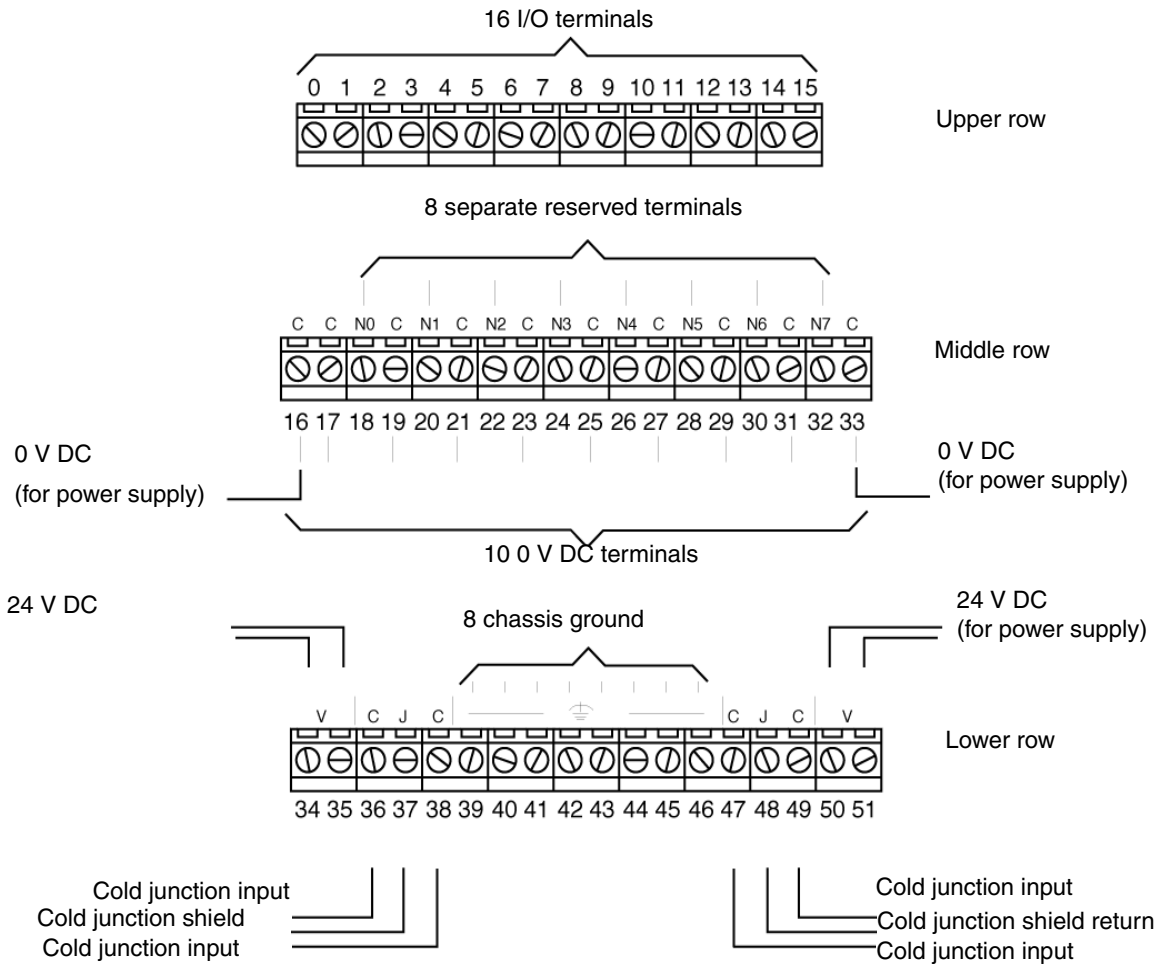 16 I/O terminals
0 1 2 3 4 5 6 7 8 9 10 11 12 13 14 15
Upper row
8 separate reserved terminals
C C N0 C N1 C N2 C N3 C N4 C N5 C N6 C N7 C
Middle row
16 17 18 19 20 21 22 23 24 25 26 27 28 29 30 31 32 33
0 V DC
(for power supply)
0 V DC
(for power supply)
10 0 V DC terminals
24 V DC
8 chassis ground
24 V DC
(for power supply)
V C J C C J C V
Lower row
34 35 36 37 38 39 40 41 42 43 44 45 46 47 48 49 50 51
Cold junction input
Cold junction shield
Cold junction input
Cold junction input
Cold junction shield return
Cold junction input